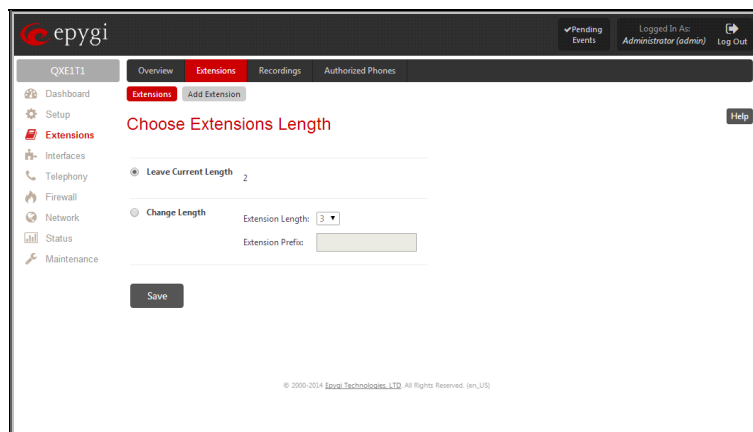 epygi
Pending Events
Logged In As: Administrator (admin)
Log Out
QXE1T1
Overview Extensions Recordings Authorized Phones
Dashboard
Setup
Extensions
Interfaces
Telephony
Firewall
Network
Status
Maintenance
Extensions Add Extension
Choose Extensions Length
Help
Leave Current Length 2
Change Length
Extension Length: 3
Extension Prefix:
Save
© 2000-2014 Epygi Technologies, LTD. All Rights Reserved. (en_US)